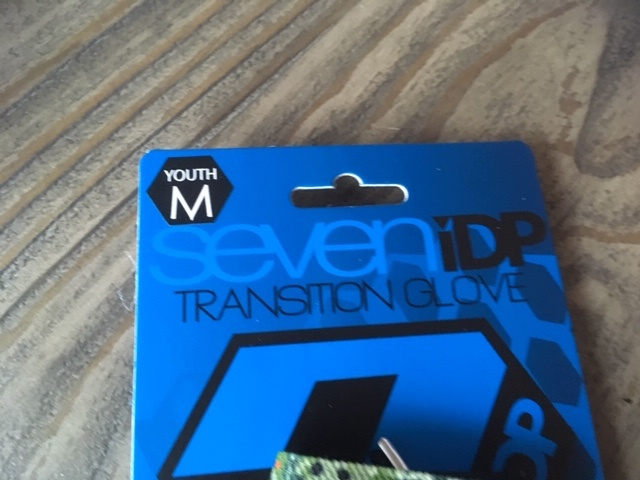 YOUTH
M
seveniDP
TRANSITION GLOVE